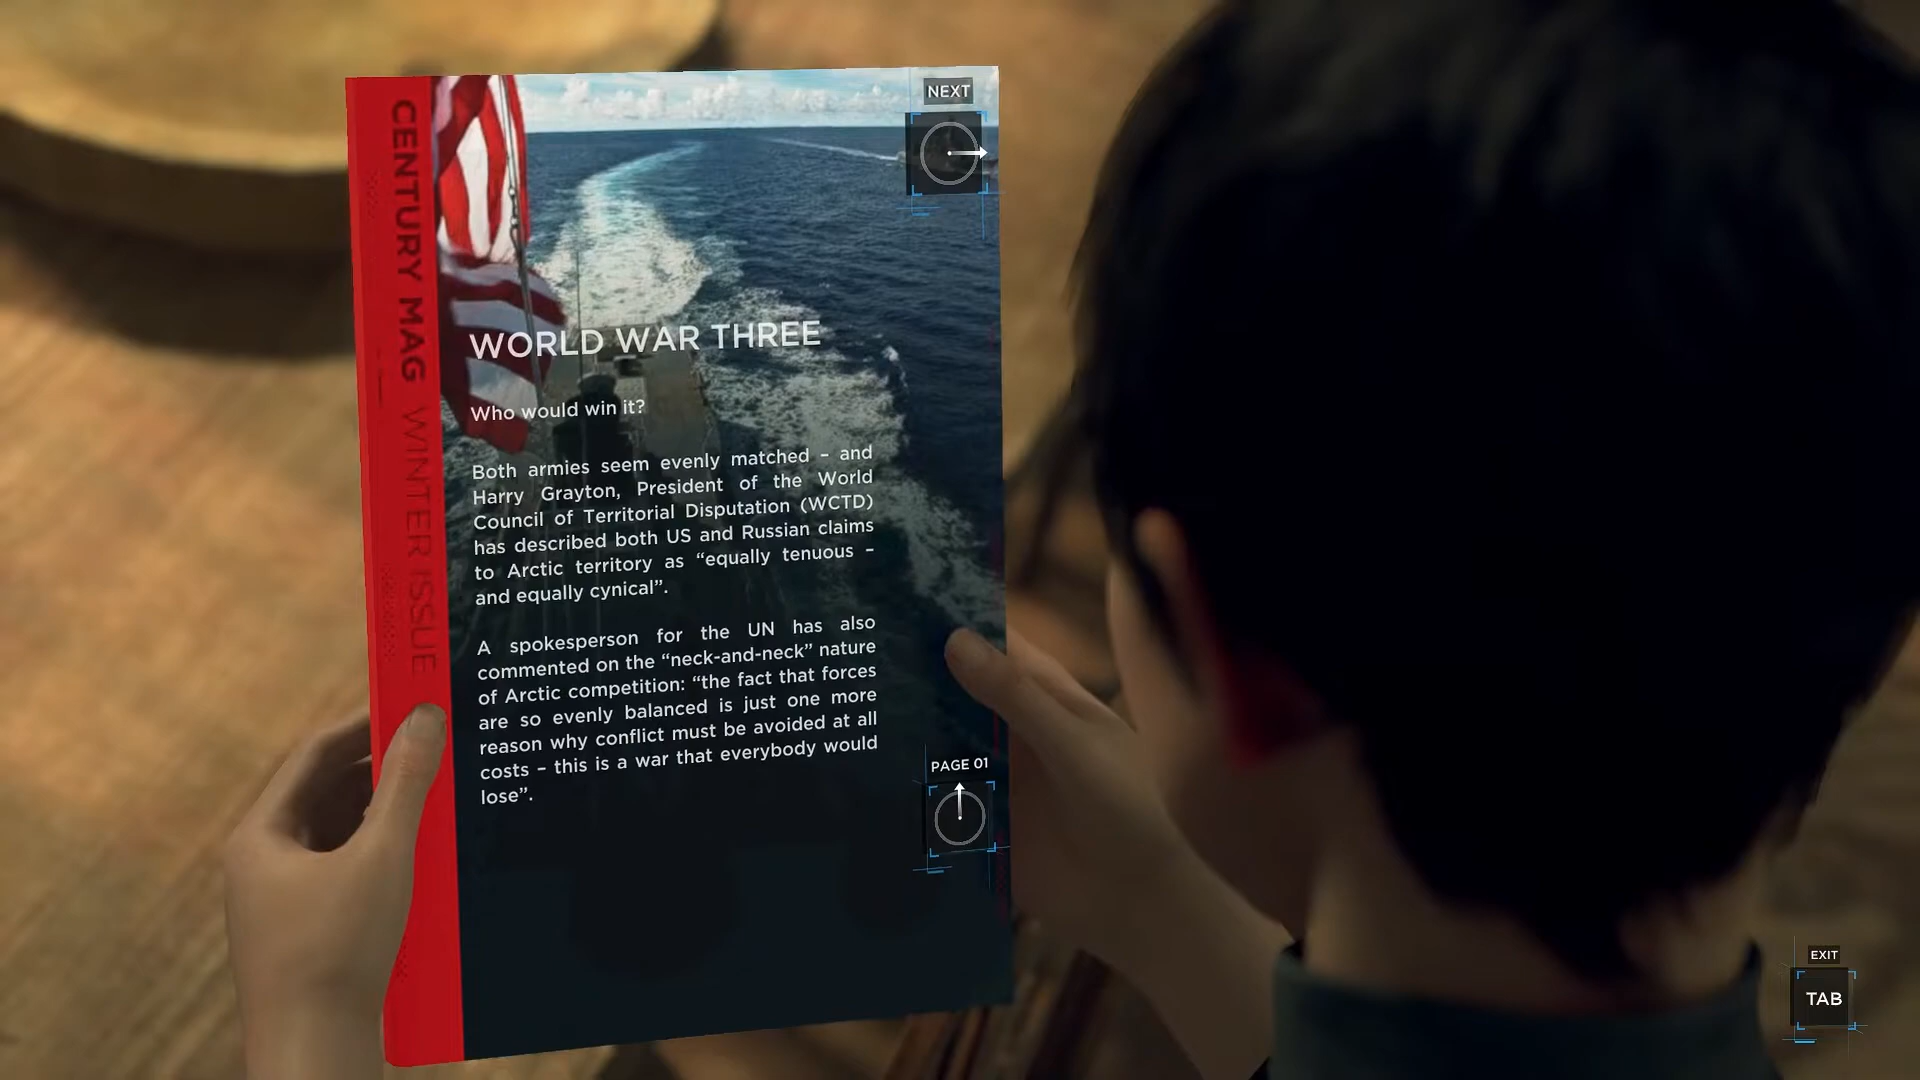 CENTURY MAG WINTER ISSUE
NEXT
WORLD WAR THREE
Who would win it?
Both armies seem evenly matched – and
Harry Grayton, President of the World
Council of Territorial Disputation (WCTD)
has described both US and Russian claims
to Arctic territory as “equally tenuous –
and equally cynical”.
A spokesperson for the UN has also
commented on the “neck-and-neck” nature
of Arctic competition: “the fact that forces
are so evenly balanced is just one more
reason why conflict must be avoided at all
costs – this is a war that everybody would
lose”.
PAGE 01
EXIT
TAB